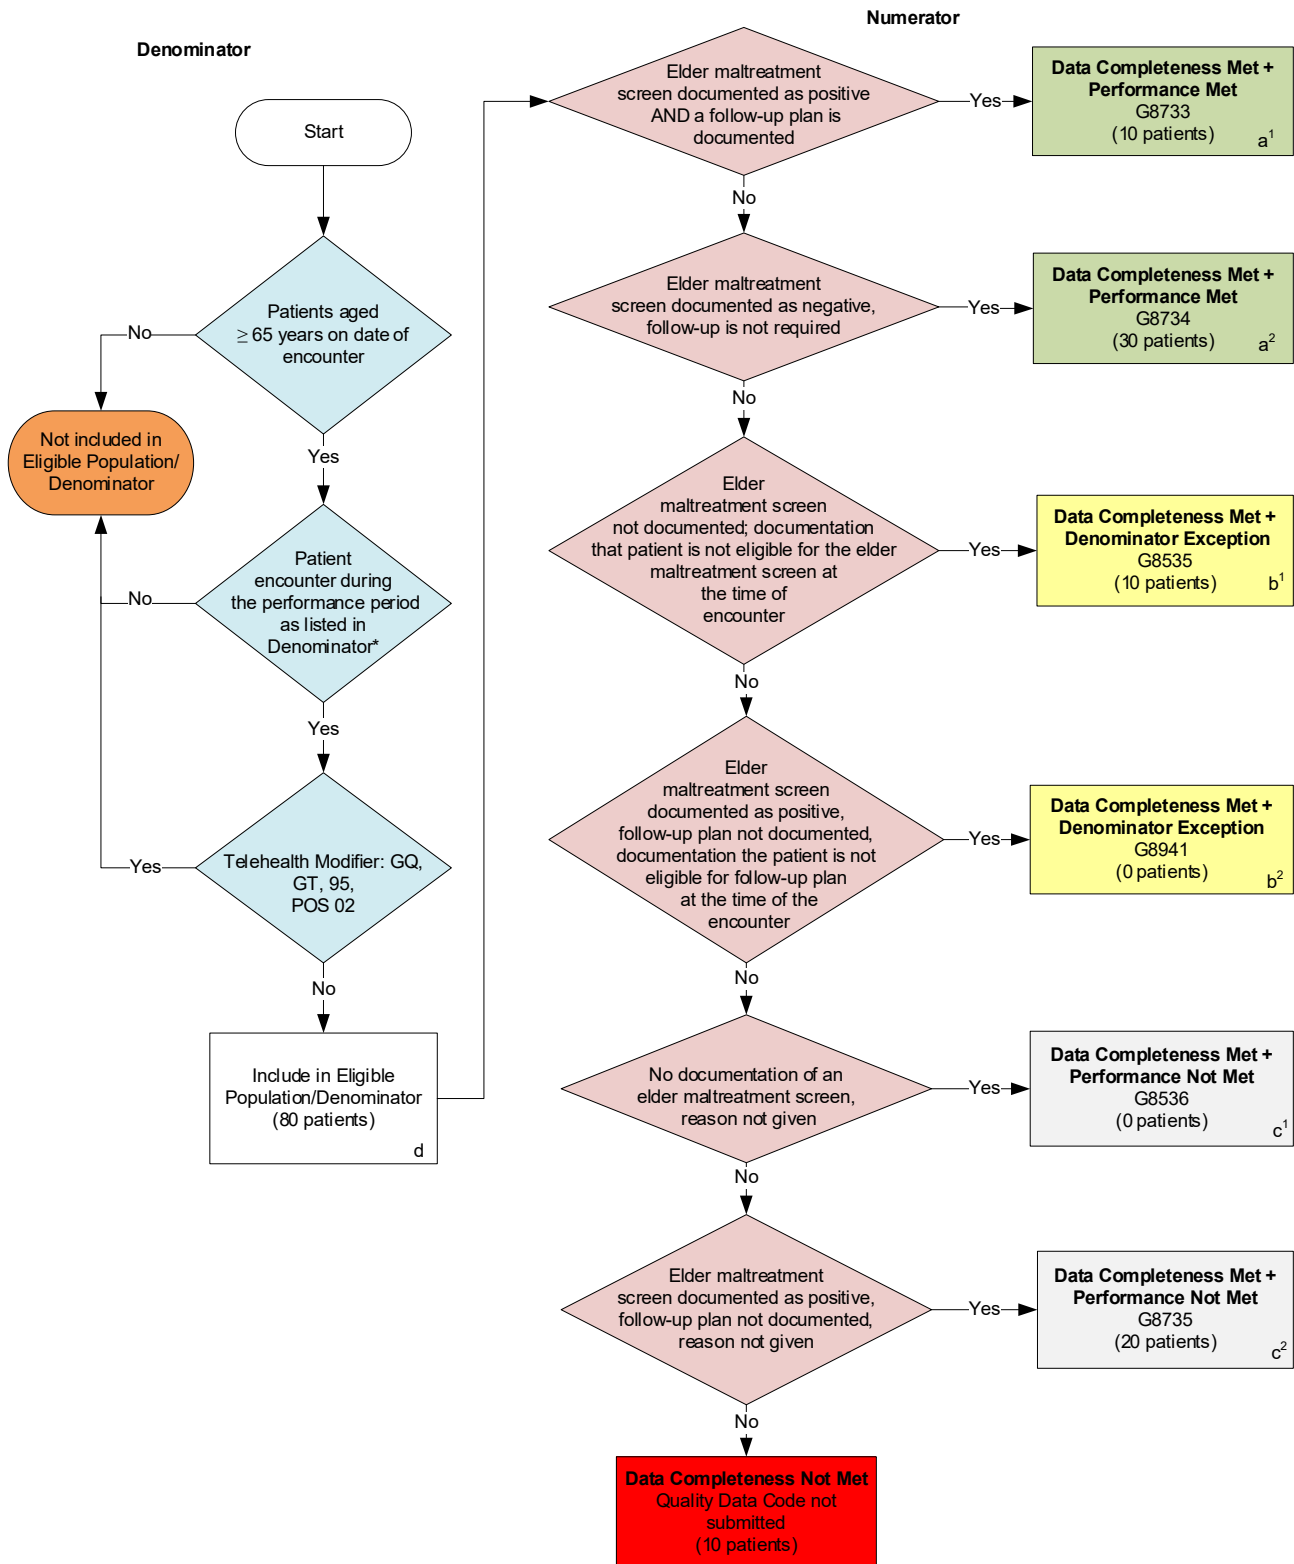 Denominator
Start
Patients aged
≥ 65 years on date of
encounter
No
Not included in
Eligible Population/
Denominator
Yes
Patient
encounter during
the performance period
as listed in
Denominator*
No
Yes
Telehealth Modifier: GQ,
GT, 95,
POS 02
Yes
No
Include in Eligible
Population/Denominator
(80 patients)
d
Numerator
Elder maltreatment
screen documented as positive
AND a follow-up plan is
documented
Yes
Data Completeness Met +
Performance Met
G8733
(10 patients)
a¹
No
Elder maltreatment
screen documented as negative,
follow-up is not required
Yes
Data Completeness Met +
Performance Met
G8734
(30 patients)
a²
No
Elder
maltreatment screen
not documented; documentation
that patient is not eligible for the elder
maltreatment screen at
the time of
encounter
Yes
Data Completeness Met +
Denominator Exception
G8535
(10 patients)
b¹
No
Elder
maltreatment screen
documented as positive,
follow-up plan not documented,
documentation the patient is not
eligible for follow-up plan
at the time of the
encounter
Yes
Data Completeness Met +
Denominator Exception
G8941
(0 patients)
b²
No
No documentation of an
elder maltreatment screen,
reason not given
Yes
Data Completeness Met +
Performance Not Met
G8536
(0 patients)
c¹
No
Elder maltreatment
screen documented as positive,
follow-up plan not documented,
reason not given
Yes
Data Completeness Met +
Performance Not Met
G8735
(20 patients)
c²
No
Data Completeness Not Met
Quality Data Code not
submitted
(10 patients)